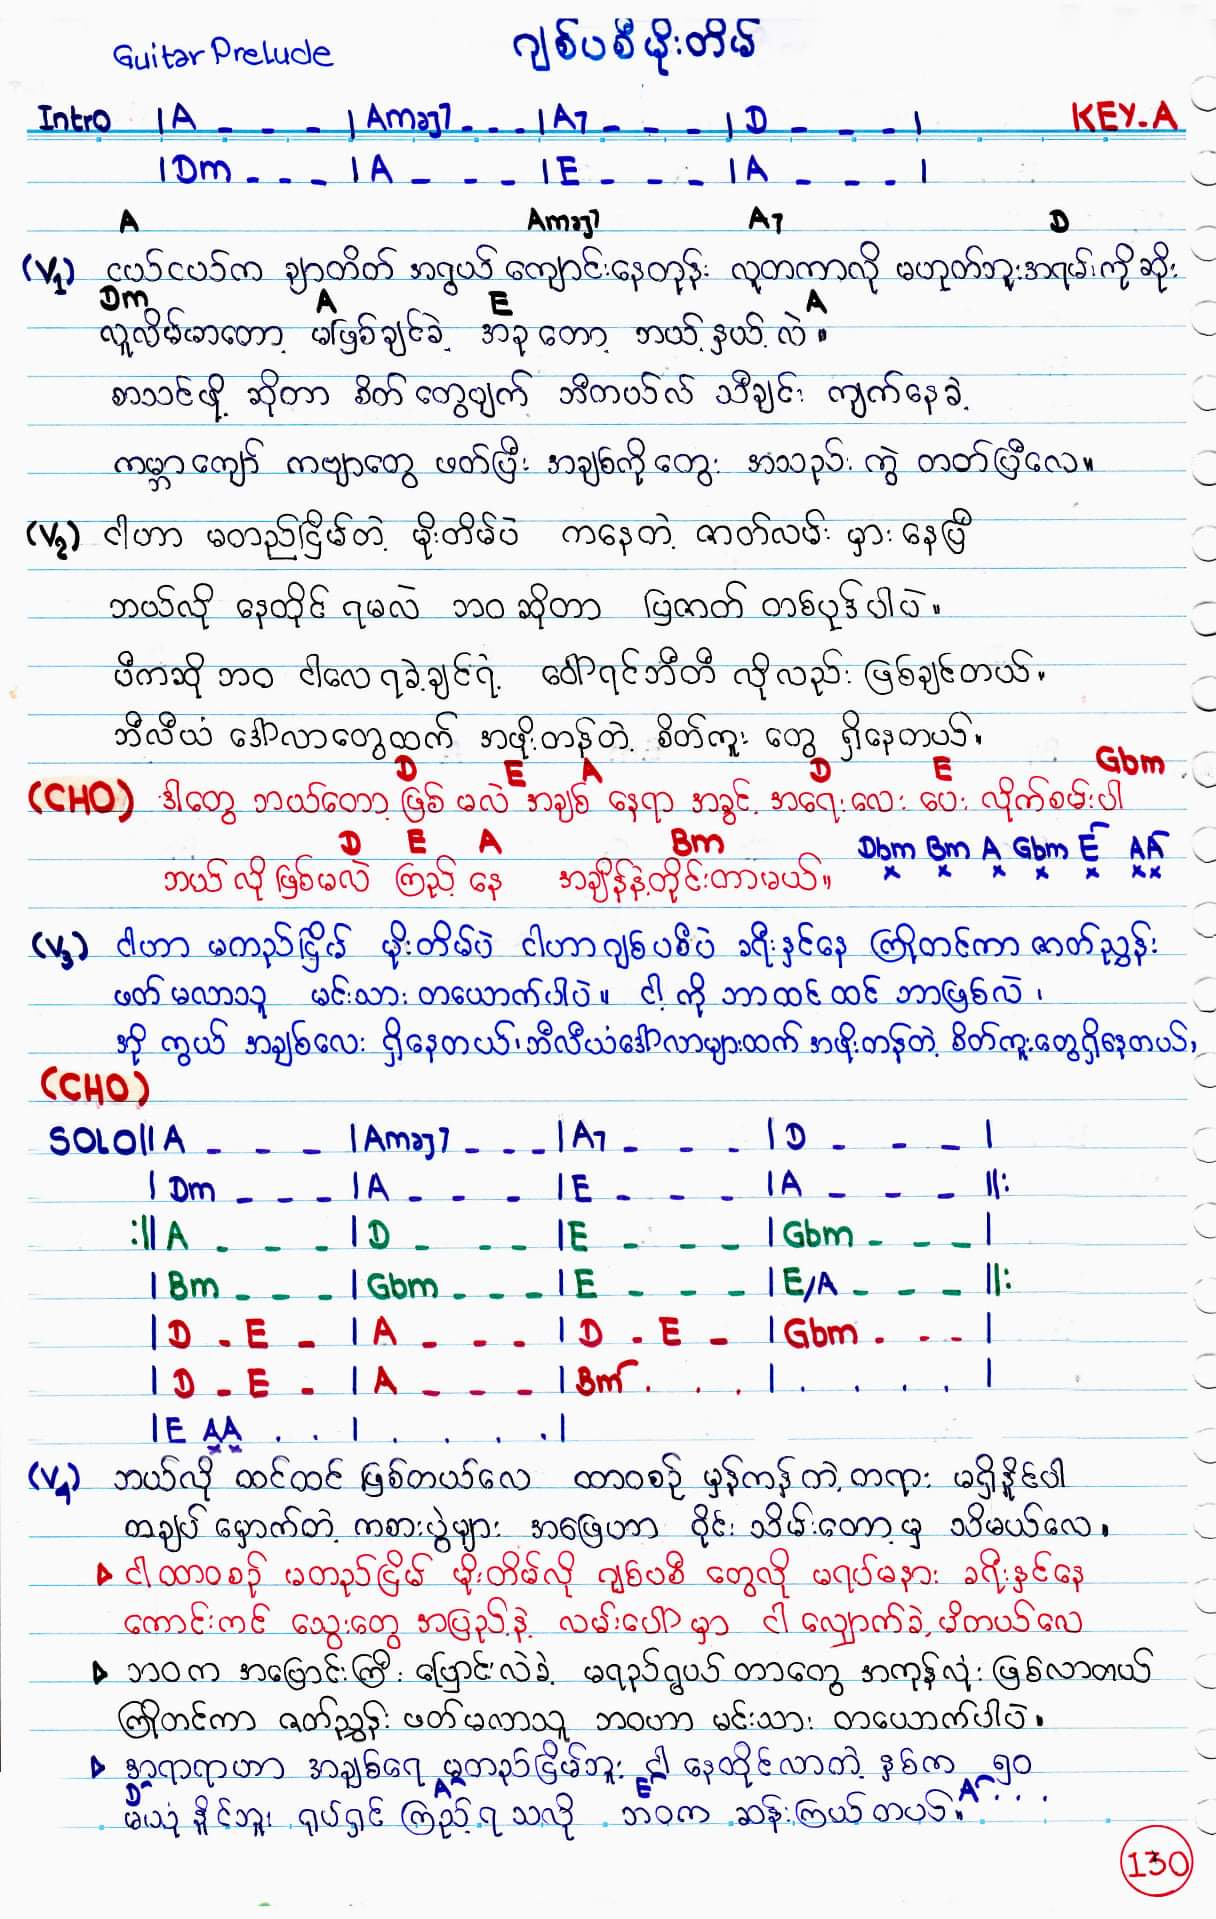 Guitar Prelude ဂျစ်ပစီမိုးတိမ်
Intro |A _ _ _ |Amaj7 _ _ _ |A7 _ _ _ |D _ _ _ | KEY-A
|Dm _ _ _ |A _ _ _ |E _ _ _ |A _ _ _ |
A Amaj7 A7 D
(V1) ငယ်ငယ်က ချာတိတ် အရွယ် ကျောင်းနေတုန်း လူတကာလို မဟုတ်ဘူး အရမ်းကိုဆိုး
Dm A E A
လူလိမ်မာတော့ မဖြစ်ချင်ခဲ့ အခုတော့ ဘယ့်နှယ့်လဲ။
စာသင်ဖို့ ဆိုတာ စိတ်တွေပျက် ဘီတယ်လ် သီချင်း ကျက်နေခဲ့
ကမ္ဘာကျော် ကဗျာတွေ ဖတ်ပြီး အချစ်ကိုတွေး အသည်းကွဲ တတ်ပြီလေ။
(V2) ငါဟာ မတည်ငြိမ်တဲ့ မိုးတိမ်ပဲ ကနေတဲ့ ဇာတ်လမ်း မှားနေပြီ
ဘယ်လို နေထိုင်ရမလဲ ဘဝဆိုတာ ပြဇာတ် တစ်ပုဒ်ပါပဲ။
ဖီကဆို ဘဝ ငါလေ ရခဲ့ချင်ရဲ့ ဝေါ်ရင်ဘီတီ လိုလည်း ဖြစ်ချင်တယ်။
ဘီလီယံ ဒေါ်လာတွေထက် အဖိုးတန်တဲ့ စိတ်ကူးတွေ ရှိနေတယ်။
D E A D E Gbm
(CHO) ဒါတွေ ဘယ်တော့ဖြစ်မလဲ အချစ် နေရာ အခွင့် အရေးလေး ပေးလိုက်စမ်းပါ
D E A Bm Dbm Bm A Gbm E AA
ဘယ်လိုဖြစ်မလဲ ကြည့်နေ အချိန်နဲ့တိုင်းတာမယ်။
(V3) ငါဟာ မတည်ငြိမ် မိုးတိမ်ပဲ ငါဟာဂျစ်ပစီပဲ ခရီးနှင်နေ ကြိုတင်ကာ ဇာတ်ညွှန်း
ဖတ်မလာသူ မင်းသား တယောက်ပါပဲ။ ငါ့ကို ဘာထင်ထင် ဘာဖြစ်လဲ၊
အို ကွယ် အချစ်လေး ရှိနေတယ်၊ ဘီလီယံဒေါ်လာများထက် အဖိုးတန်တဲ့ စိတ်ကူးတွေရှိနေတယ်၊
(CHO)
SOLO|| A _ _ _ |Amaj7 _ _ _ |A7 _ _ _ |D _ _ _ |
|Dm _ _ _ |A _ _ _ |E _ _ _ |A _ _ _ ||:
:||A _ _ _ |D _ _ _ |E _ _ _ |Gbm _ _ _ |
|Bm _ _ _ |Gbm _ _ _ |E _ _ _ |E/A _ _ _ ||:
|D _ E _ |A _ _ _ |D _ E _ |Gbm . _ _ |
|D _ E _ |A _ _ _ |Bm . . . | . . . . |
|E AA . . | . . . . |
(V4) ဘယ်လို ထင်ထင် ဖြစ်တယ်လေ ထာဝစဉ် မှန်ကန်တဲ့တရား မရှိနိုင်ပါ
တချပ် မှောက်တဲ့ ကစားပွဲများ အဖြေဟာ ဝိုင်းသိမ်းတော့မှ သိမယ်လေ။
ငါထာဝစဉ် မတည်ငြိမ် မိုးတိမ်လို ဂျစ်ပစီ တွေလို မရပ်မနား ခရီးနှင်နေ
ကောင်းကင် သွေးတွေ အပြည့်နဲ့ လမ်းပေါ်မှာ ငါလျှောက်ခဲ့ မိတယ်လေ
ဘဝက အပြောင်းကြီး ပြောင်းလဲခဲ့ မရည်ရွယ်တာတွေ အကုန်လုံး ဖြစ်လာတယ်
ကြိုတင်ကာ ဇတ်ညွှန်း ဖတ်မလာသူ ဘဝဟာ မင်းသား တယောက်ပါပဲ။
ရာရာဟာ အချစ်ရေ မတည်ငြိမ်ဘူး ငါ နေထိုင်လာတဲ့ နှစ်က ၅၀
D A E A ....
မယုံနိုင်ဘူး ရုပ်ရှင်ကြည့်ရသလို ဘဝက ဆန်းကြယ်တယ်။
130